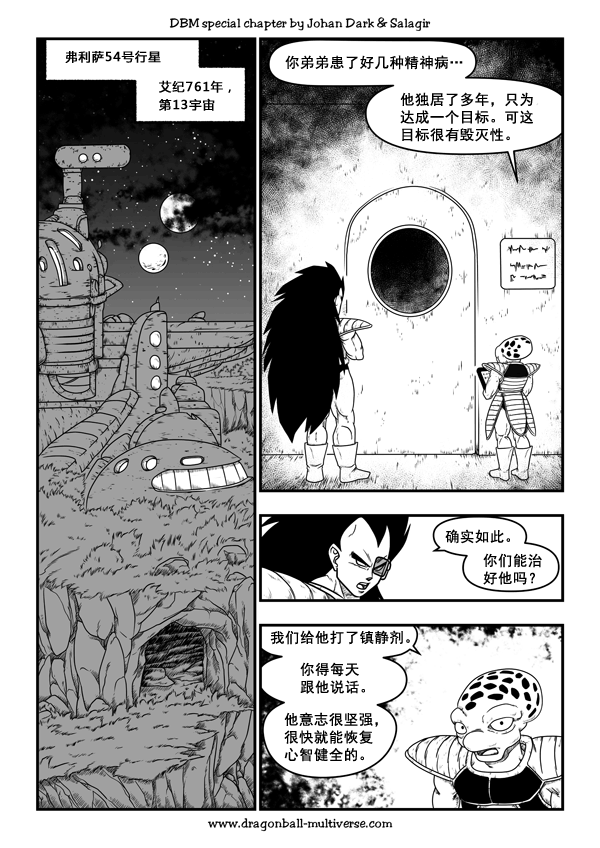 DBM special chapter by Johan Dark & Salagir
弗利萨54号行星
艾纪761年，
第13宇宙
你弟弟患了好几种精神病…
他独居了多年，只为
达成一个目标。可这
目标很有毁灭性。
确实如此。
你们能治
好他吗？
我们给他打了镇静剂。
你得每天
跟他说话。
他意志很坚强，
很快就能恢复
心智健全的。
www.dragonball-multiverse.com